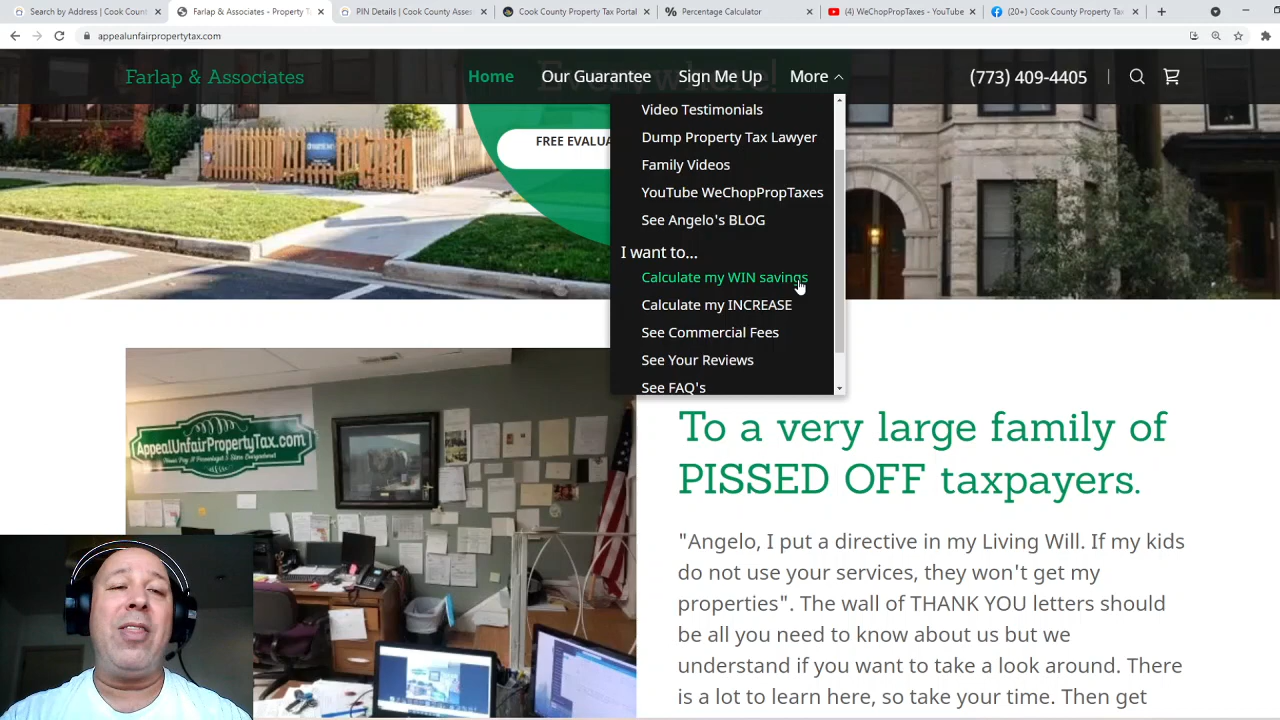 Search by Address | Cook Count
Farlap & Associates - Property T
PIN Details | Cook County Asses
Cook County Property Tax Portal
Percentage Calculator
(4) WeChopPropTaxes - YouTube
(20+) Cook County Property Tax
appealunfairpropertytax.com
Farlap & Associates
Home
Our Guarantee
Sign Me Up
More
(773) 409-4405
Everywhere!
FREE EVALUA
Video Testimonials
Dump Property Tax Lawyer
Family Videos
YouTube WeChopPropTaxes
See Angelo's BLOG
I want to...
Calculate my WIN savings
Calculate my INCREASE
See Commercial Fees
See Your Reviews
See FAQ's
AppealUnfairPropertyTax.com
To a very large family of
PISSED OFF taxpayers.
"Angelo, I put a directive in my Living Will. If my kids
do not use your services, they won't get my
properties". The wall of THANK YOU letters should
be all you need to know about us but we
understand if you want to take a look around. There
is a lot to learn here, so take your time. Then get